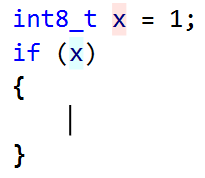 int8_t x = 1;
if (x)
{
}